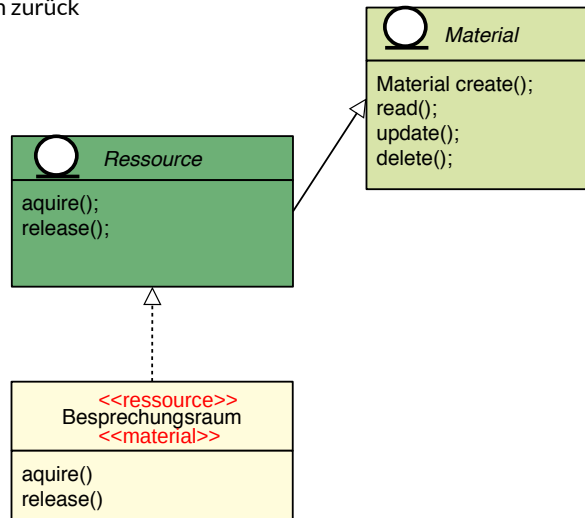 zurück
Material
Material create();
read();
update();
delete();
Ressource
aquire();
release();
<<ressource>>
Besprechungsraum
<<material>>
aquire()
release()